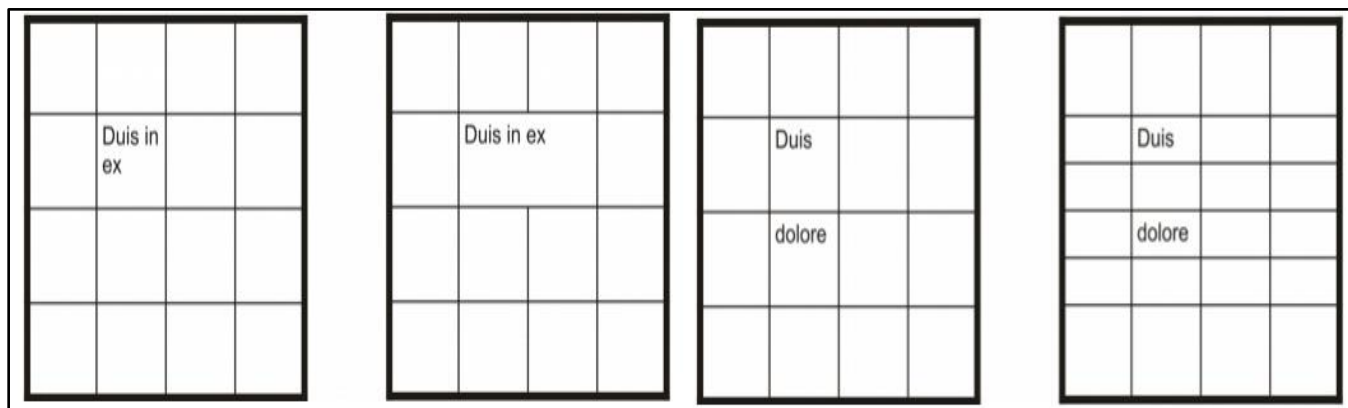 Duis in
ex
Duis in ex
Duis
dolore
Duis
dolore